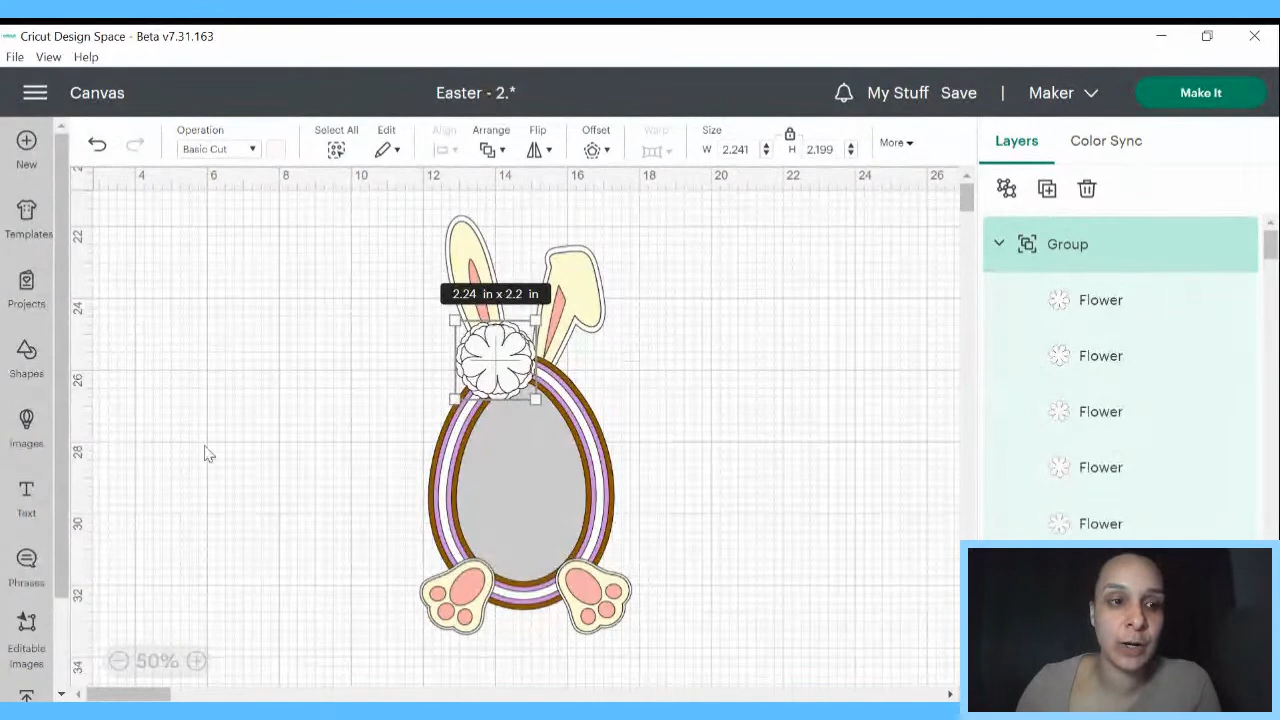 Cricut Design Space - Beta v7.31.163
File View Help
Canvas
Easter - 2.*
My Stuff Save | Maker Make It
Operation Select All Edit Align Arrange Flip Offset Warp Size More
Basic Cut W 2.241 H 2.199
Layers Color Sync
New
Templates
Projects
Shapes
Images
Text
Phrases
Editable
Images
4 6 8 10 12 14 16 18 20 22 24 26
22
24
26
28
30
32
34
2.24 in x 2.2 in
50%
Group
Flower
Flower
Flower
Flower
Flower